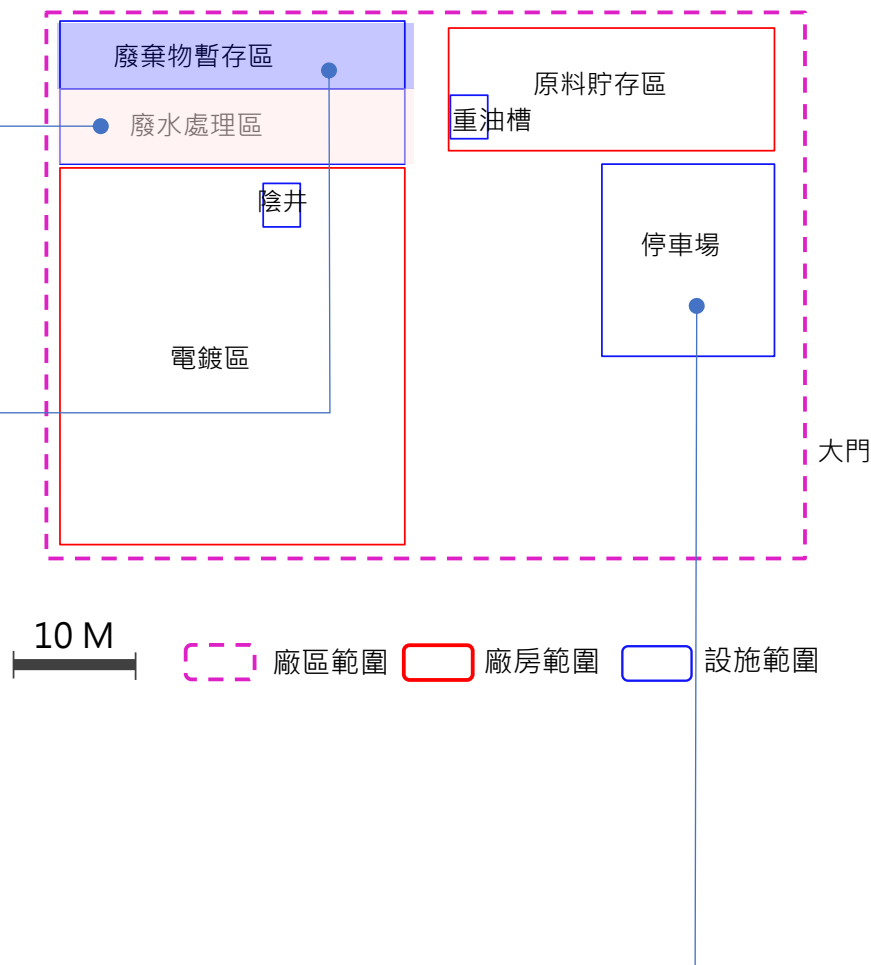 廢棄物暫存區
原料貯存區
重油槽
廢水處理區
陰井
停車場
電鍍區
大門
10 M
廠區範圍
廠房範圍
設施範圍